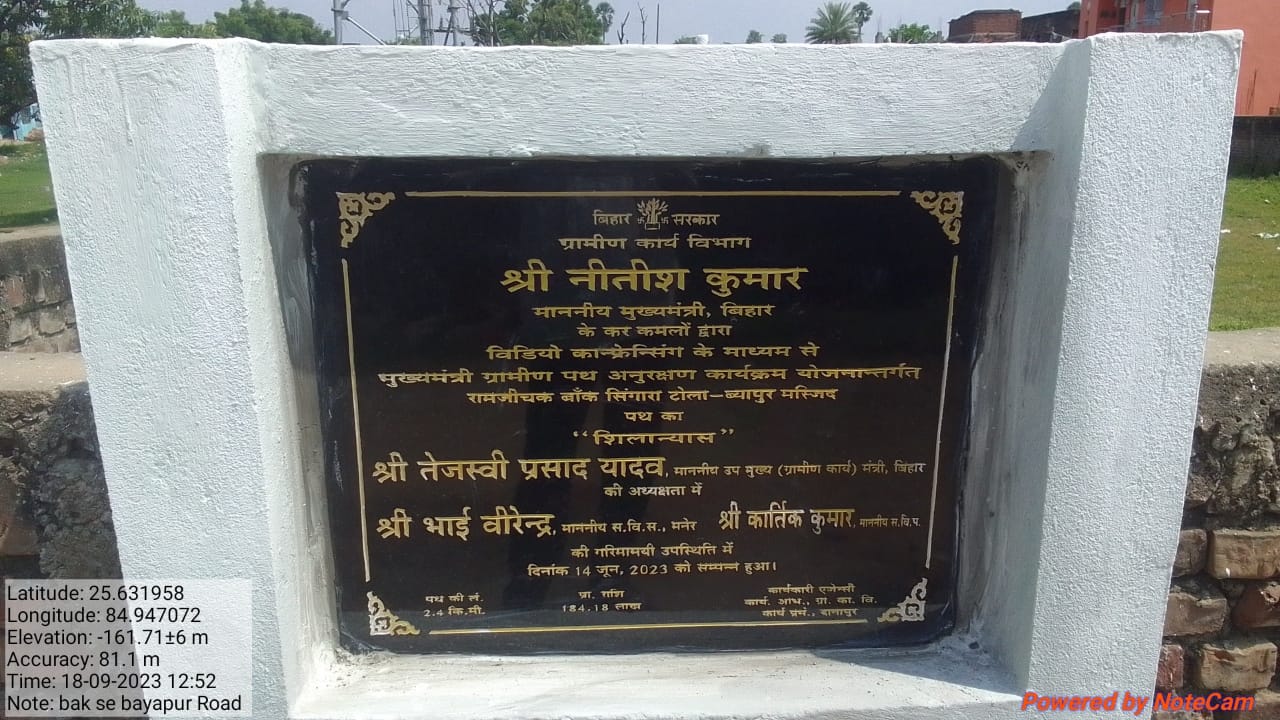 बिहार सरकार
ग्रामीण कार्य विभाग
श्री नीतीश कुमार
माननीय मुख्यमंत्री, बिहार
के कर कमलों द्वारा
विडियो कान्फ्रेन्सिंग के माध्यम से
मुख्यमंत्री ग्रामीण पथ अनुरक्षण कार्यक्रम योजनान्तर्गत
रामजीचक बाँक सिंगारा टोला–ब्यापुर मस्जिद
पथ का
“शिलान्यास”
श्री तेजस्वी प्रसाद यादव, माननीय उप मुख्य (ग्रामीण कार्य) मंत्री, बिहार
की अध्यक्षता में
श्री भाई वीरेन्द्र, माननीय स.वि.स., मनेर श्री कार्तिक कुमार, माननीय स.वि.प.
की गरिमामयी उपस्थिति में
दिनांक 14 जून, 2023 को सम्पन्न हुआ।
पथ की लं.
2.4 कि.मी.
प्रा. राशि
184.18 लाख
कार्यकारी एजेन्सी
कार्य. अभि., ग्रा. का. वि.
कार्य प्रमं., दानापुर
Latitude: 25.631958
Longitude: 84.947072
Elevation: -161.71±6 m
Accuracy: 81.1 m
Time: 18-09-2023 12:52
Note: bak se bayapur Road
Powered by NoteCam